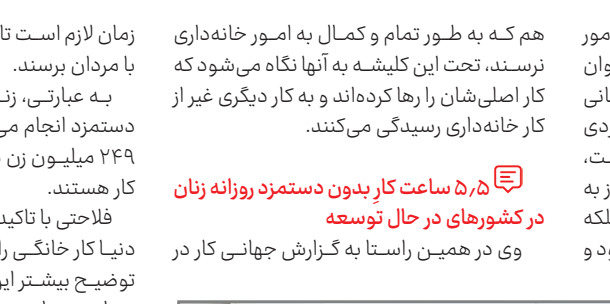 مور
وان
انی
ردی
ت،
ز به
لکه
ود و
هم که به طور تمام و کمال به امور خانه‌داری
نرسند، تحت این کلیشه به آنها نگاه می‌شود که
کار اصلی‌شان را رها کرده‌اند و به کار دیگری غیر از
کار خانه‌داری رسیدگی می‌کنند.
۵٫۵ ساعت کارِ بدون دستمزد روزانه زنان
در کشورهای در حال توسعه
وی در همین راستا به گزارش جهانی کار در
زمان لازم است تا
با مردان برسند.
به عبارتی، زنـ
دستمزد انجام می
۲۴۹ میلیون زن
کار هستند.
فلاحتی با تاکید
دنیا کار خانگی را
توضیح بیشتر این